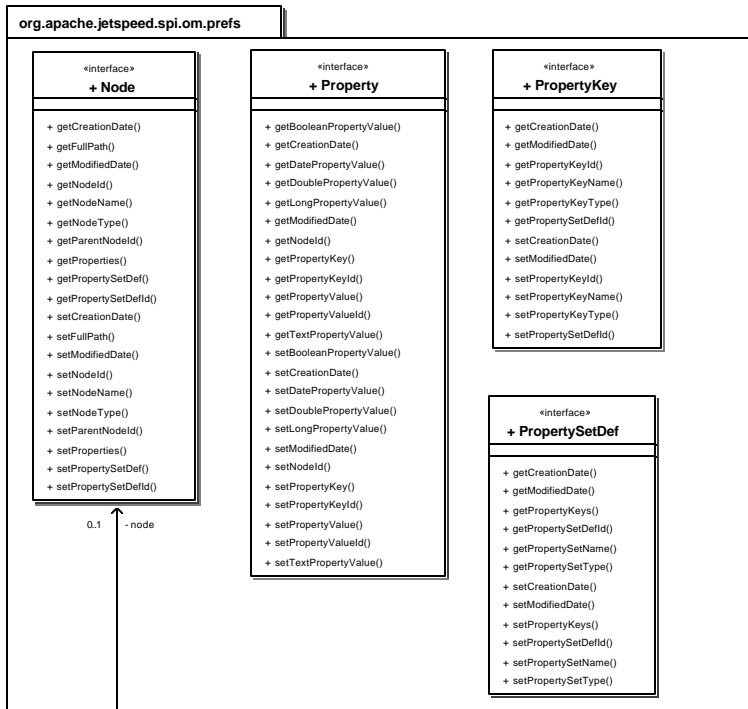 org.apache.jetspeed.spi.om.prefs
«interface»
+ Node
+ getCreationDate()
+ getFullPath()
+ getModifiedDate()
+ getNodeId()
+ getNodeName()
+ getNodeType()
+ getParentNodeId()
+ getProperties()
+ getPropertySetDef()
+ getPropertySetDefId()
+ setCreationDate()
+ setFullPath()
+ setModifiedDate()
+ setNodeId()
+ setNodeName()
+ setNodeType()
+ setParentNodeId()
+ setProperties()
+ setPropertySetDef()
+ setPropertySetDefId()
0..1 - node
«interface»
+ Property
+ getBooleanPropertyValue()
+ getCreationDate()
+ getDatePropertyValue()
+ getDoublePropertyValue()
+ getLongPropertyValue()
+ getModifiedDate()
+ getNodeId()
+ getPropertyKey()
+ getPropertyKeyId()
+ getPropertyValue()
+ getPropertyValueId()
+ getTextPropertyValue()
+ setBooleanPropertyValue()
+ setCreationDate()
+ setDatePropertyValue()
+ setDoublePropertyValue()
+ setLongPropertyValue()
+ setModifiedDate()
+ setNodeId()
+ setPropertyKey()
+ setPropertyKeyId()
+ setPropertyValue()
+ setPropertyValueId()
+ setTextPropertyValue()
«interface»
+ PropertyKey
+ getCreationDate()
+ getModifiedDate()
+ getPropertyKeyId()
+ getPropertyKeyName()
+ getPropertyKeyType()
+ getPropertySetDefId()
+ setCreationDate()
+ setModifiedDate()
+ setPropertyKeyId()
+ setPropertyKeyName()
+ setPropertyKeyType()
+ setPropertySetDefId()
«interface»
+ PropertySetDef
+ getCreationDate()
+ getModifiedDate()
+ getPropertyKeys()
+ getPropertySetDefId()
+ getPropertySetName()
+ getPropertySetType()
+ setCreationDate()
+ setModifiedDate()
+ setPropertyKeys()
+ setPropertySetDefId()
+ setPropertySetName()
+ setPropertySetType()